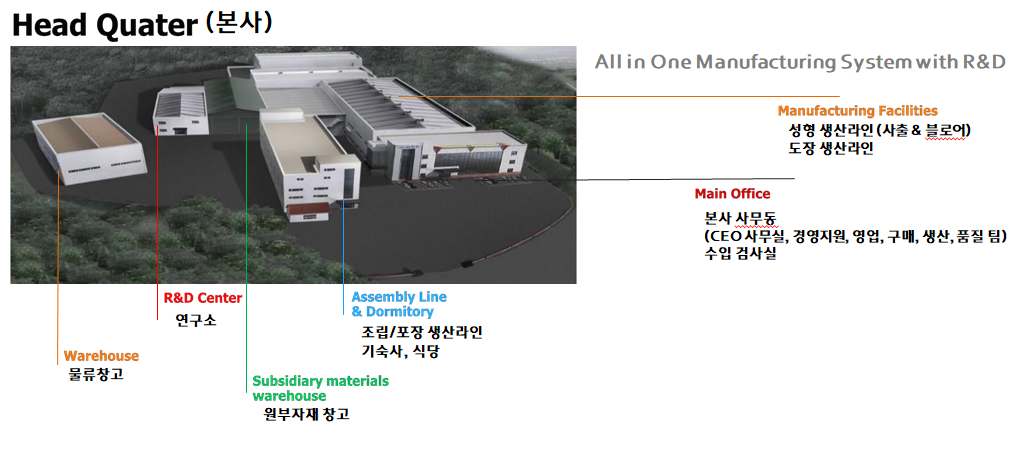 Head Quater (본사)
All in One Manufacturing System with R&D
Manufacturing Facilities
성형 생산라인 (사출 & 블로어)
도장 생산라인
Main Office
본사 사무동
(CEO 사무실, 경영지원, 영업, 구매, 생산, 품질 팀)
수입 검사실
R&D Center
연구소
Assembly Line
& Dormitory
조립/포장 생산라인
기숙사, 식당
Warehouse
물류창고
Subsidiary materials
warehouse
원부자재 창고